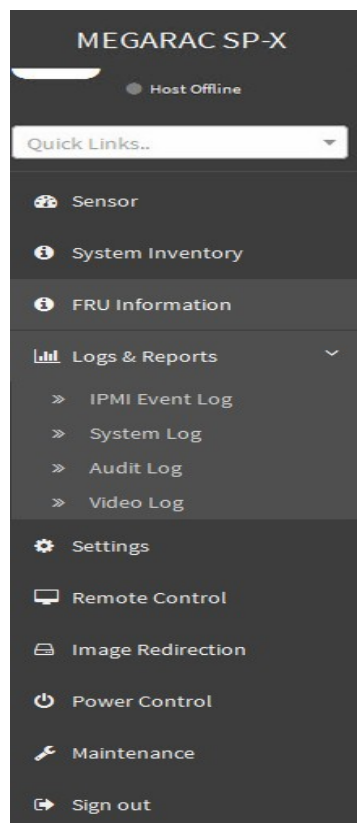 MEGARAC SP-X
Host Offline
Quick Links..
Sensor
System Inventory
FRU Information
Logs & Reports
IPMI Event Log
System Log
Audit Log
Video Log
Settings
Remote Control
Image Redirection
Power Control
Maintenance
Sign out